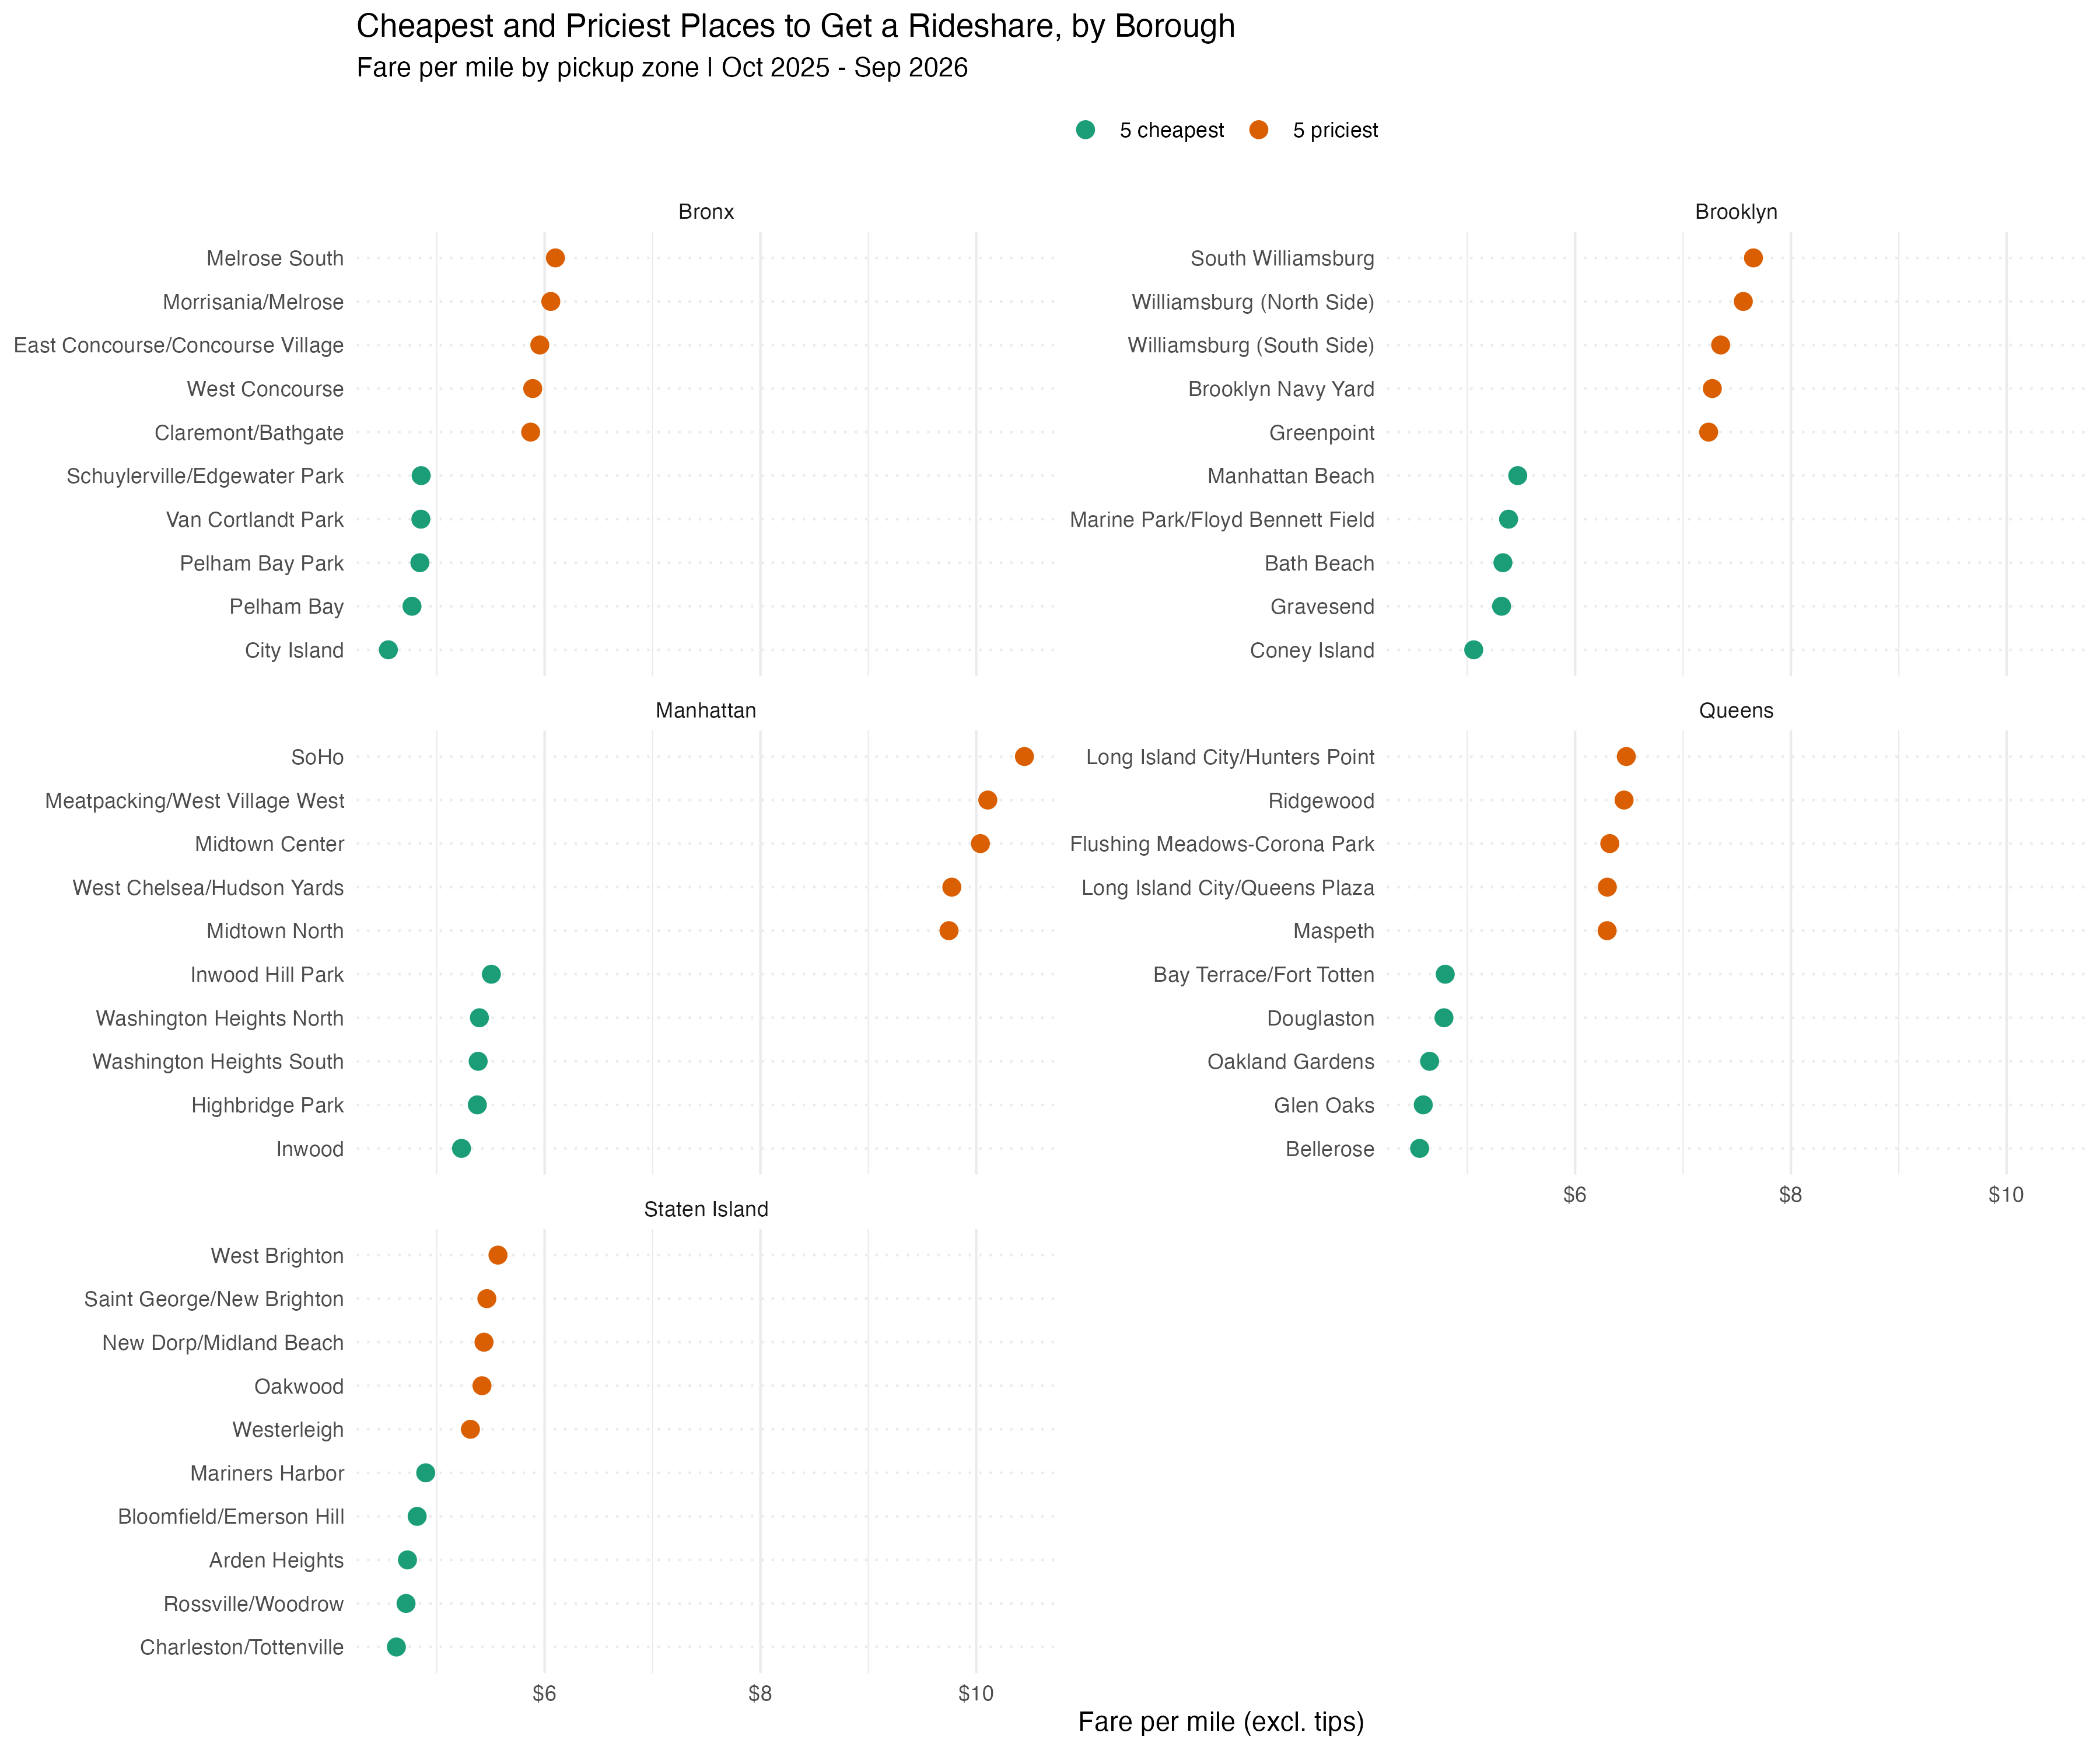 Cheapest and Priciest Places to Get a Rideshare, by Borough
Fare per mile by pickup zone | Oct 2025 - Sep 2026
5 cheapest
5 priciest
Bronx
Melrose South
Morrisania/Melrose
East Concourse/Concourse Village
West Concourse
Claremont/Bathgate
Schuylerville/Edgewater Park
Van Cortlandt Park
Pelham Bay Park
Pelham Bay
City Island
Brooklyn
South Williamsburg
Williamsburg (North Side)
Williamsburg (South Side)
Brooklyn Navy Yard
Greenpoint
Manhattan Beach
Marine Park/Floyd Bennett Field
Bath Beach
Gravesend
Coney Island
Manhattan
SoHo
Meatpacking/West Village West
Midtown Center
West Chelsea/Hudson Yards
Midtown North
Inwood Hill Park
Washington Heights North
Washington Heights South
Highbridge Park
Inwood
Queens
Long Island City/Hunters Point
Ridgewood
Flushing Meadows-Corona Park
Long Island City/Queens Plaza
Maspeth
Bay Terrace/Fort Totten
Douglaston
Oakland Gardens
Glen Oaks
Bellerose
$6 $8 $10
Staten Island
West Brighton
Saint George/New Brighton
New Dorp/Midland Beach
Oakwood
Westerleigh
Mariners Harbor
Bloomfield/Emerson Hill
Arden Heights
Rossville/Woodrow
Charleston/Tottenville
$6 $8 $10
Fare per mile (excl. tips)